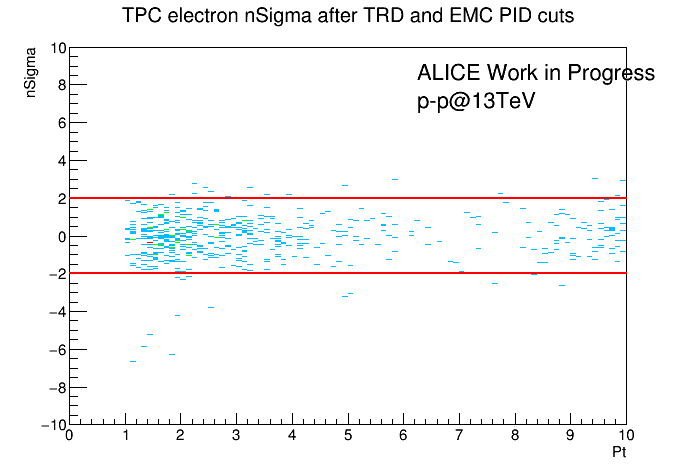 TPC electron nSigma after TRD and EMC PID cuts
nSigma
ALICE Work in Progress
p-p@13TeV
10
8
6
4
2
0
−2
−4
−6
−8
−10
0 1 2 3 4 5 6 7 8 9 10
Pt